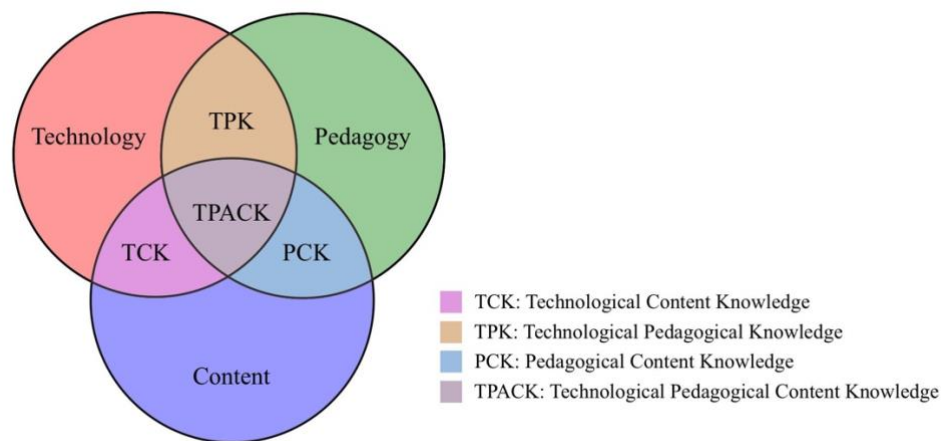 TPK
Technology
Pedagogy
TPACK
TCK
PCK
Content
TCK: Technological Content Knowledge
TPK: Technological Pedagogical Knowledge
PCK: Pedagogical Content Knowledge
TPACK: Technological Pedagogical Content Knowledge